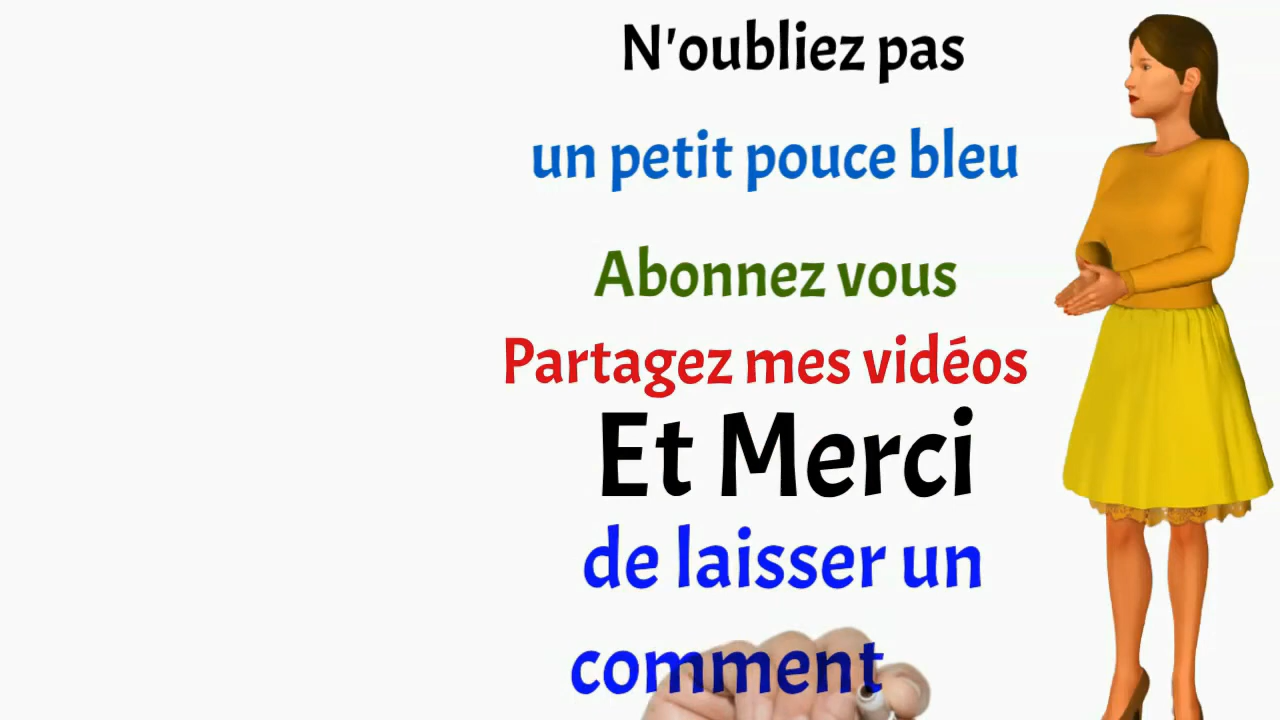 N'oubliez pas
un petit pouce bleu
Abonnez vous
Partagez mes vidéos
Et Merci
de laisser un
comment